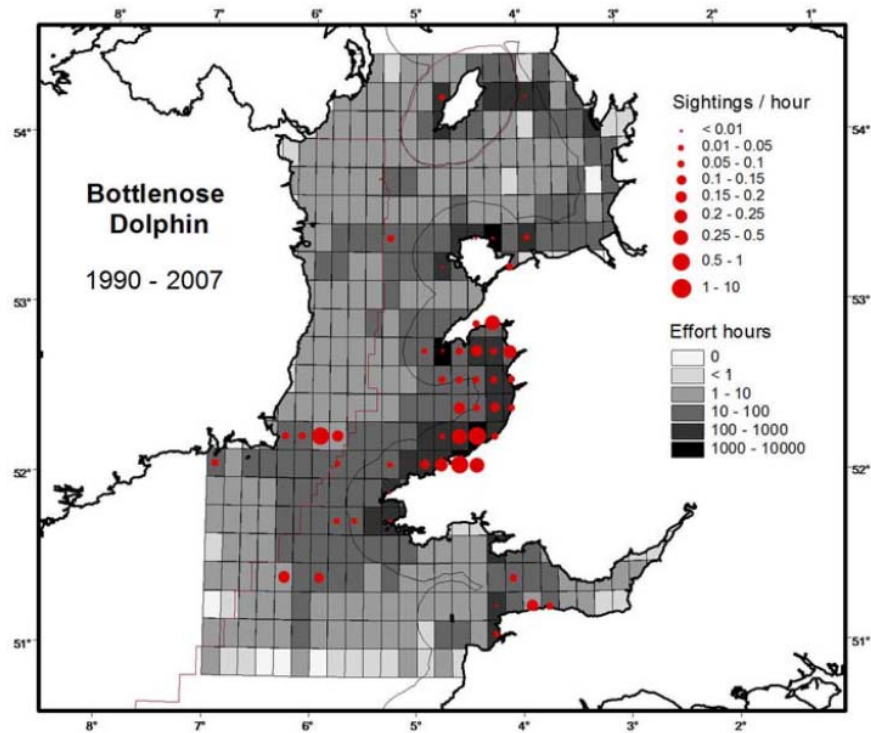 8° 7° 6° 5° 4° 3° 2° 1°
Bottlenose
Dolphin
1990 - 2007
Sightings / hour
< 0.01
0.01 - 0.05
0.05 - 0.1
0.1 - 0.15
0.15 - 0.2
0.2 - 0.25
0.25 - 0.5
0.5 - 1
1 - 10
Effort hours
0
< 1
1 - 10
10 - 100
100 - 1000
1000 - 10000
54° 54°
53° 53°
52° 52°
51° 51°
8° 7° 6° 5° 4° 3° 2°